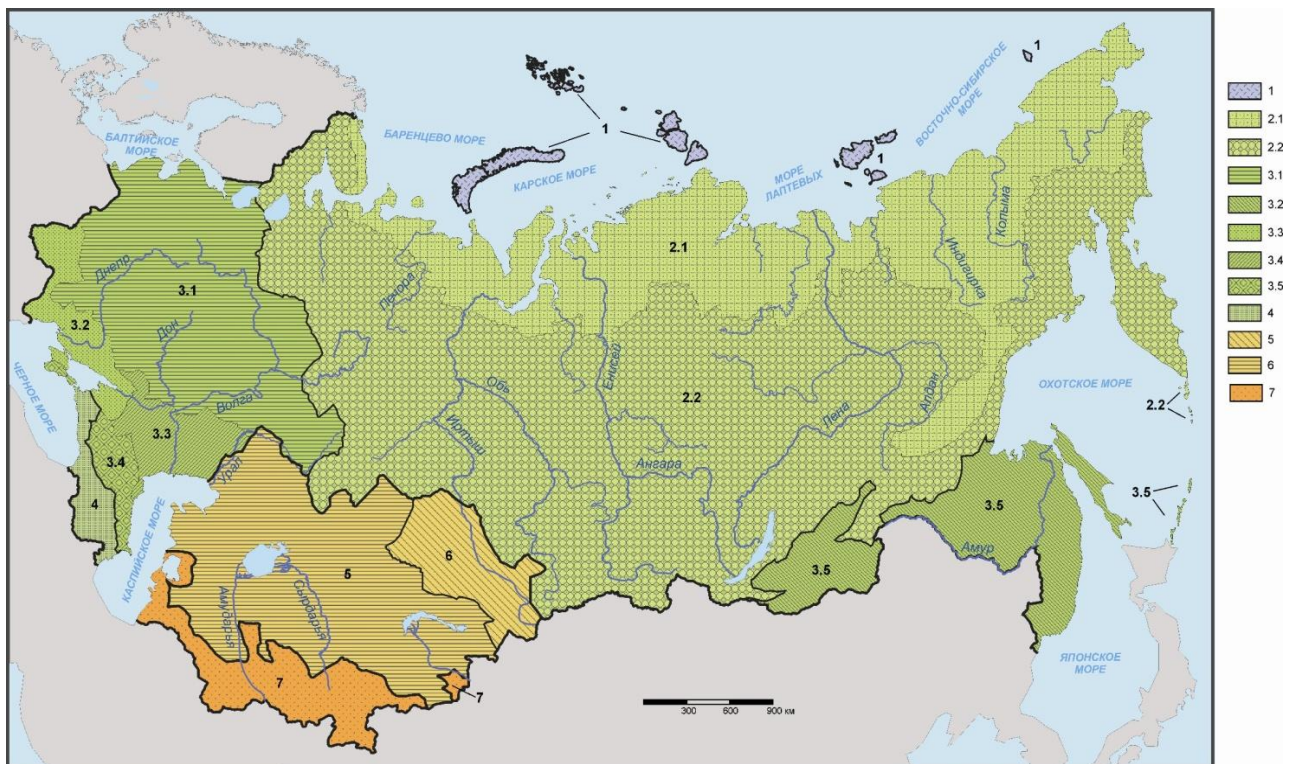 БАЛТИЙСКОЕ
МОРЕ
БАРЕНЦЕВО МОРЕ
КАРСКОЕ МОРЕ
МОРЕ
ЛАПТЕВЫХ
ВОСТОЧНО-СИБИРСКОЕ
МОРЕ
1
1
1
2.1
Колыма
Индигирка
Печора
Днепр
3.1
3.2
Дон
Волга
Обь
Иртыш
Енисей
2.2
Лена
Алдан
ОХОТСКОЕ МОРЕ
2.2
ЧЕРНОЕ МОРЕ
3.3
3.4
4
Урал
Ангара
3.5
3.5
3.5
Амур
КАСПИЙСКОЕ МОРЕ
6
5
Амударья
Сырдарья
7
7
ЯПОНСКОЕ
МОРЕ
300 600 900 км
1
2.1
2.2
3.1
3.2
3.3
3.4
3.5
4
5
6
7